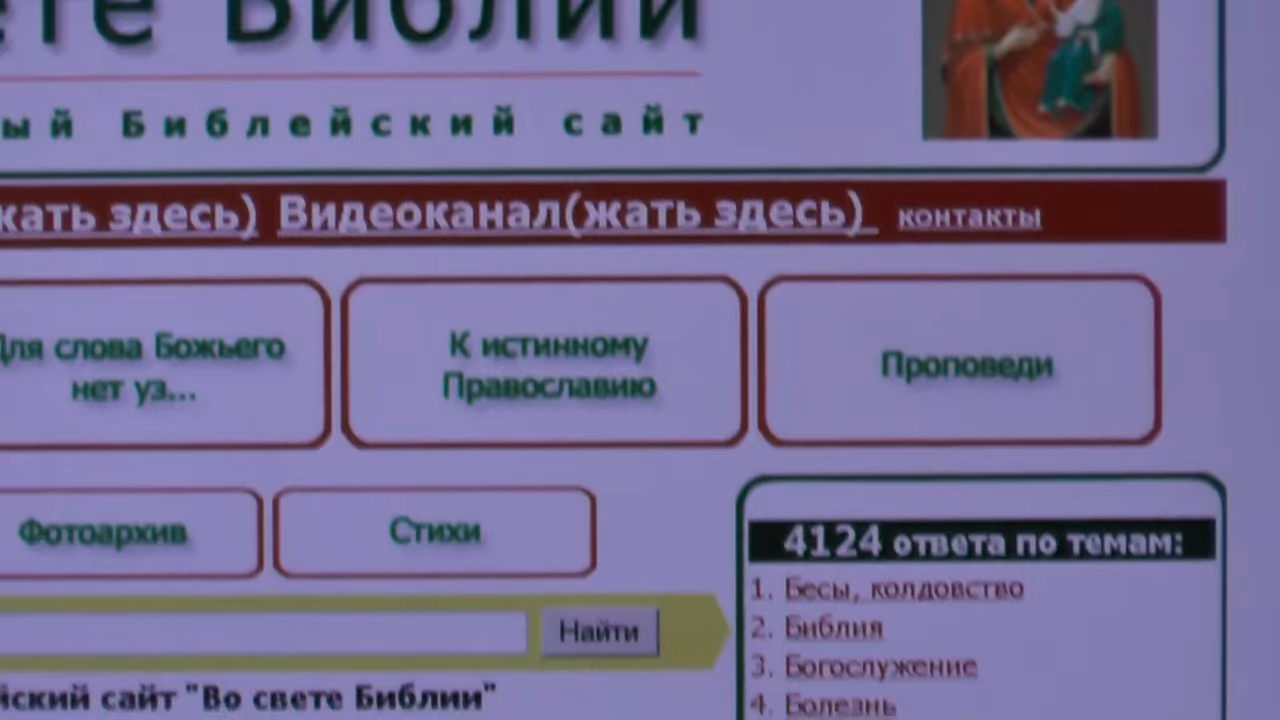 ете Библии
ый Библейский сайт
жать здесь) Видеоканал(жать здесь) контакты
Для слова Божьего
нет уз...
К истинному
Православию
Проповеди
Фотоархив
Стихи
4124 ответа по темам:
1. Бесы, колдовство
2. Библия
3. Богослужение
4. Болезнь
Найти
йский сайт "Во свете Библии"